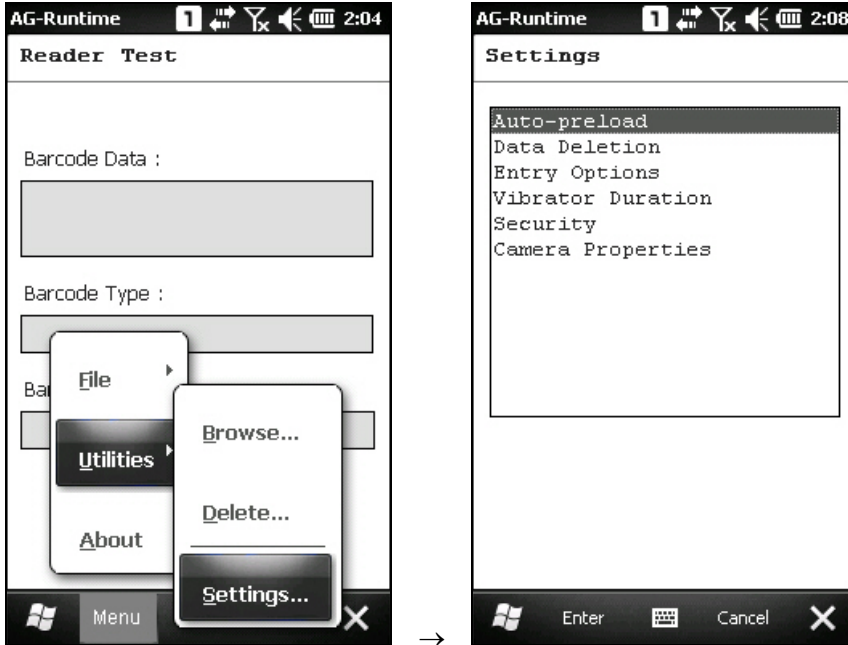 AG-Runtime 1 2:04
Reader Test
Barcode Data :
Barcode Type :
Ba
File
Utilities
About
Browse...
Delete...
Settings...
Menu
→
AG-Runtime 1 2:08
Settings
Auto-preload
Data Deletion
Entry Options
Vibrator Duration
Security
Camera Properties
Enter Cancel